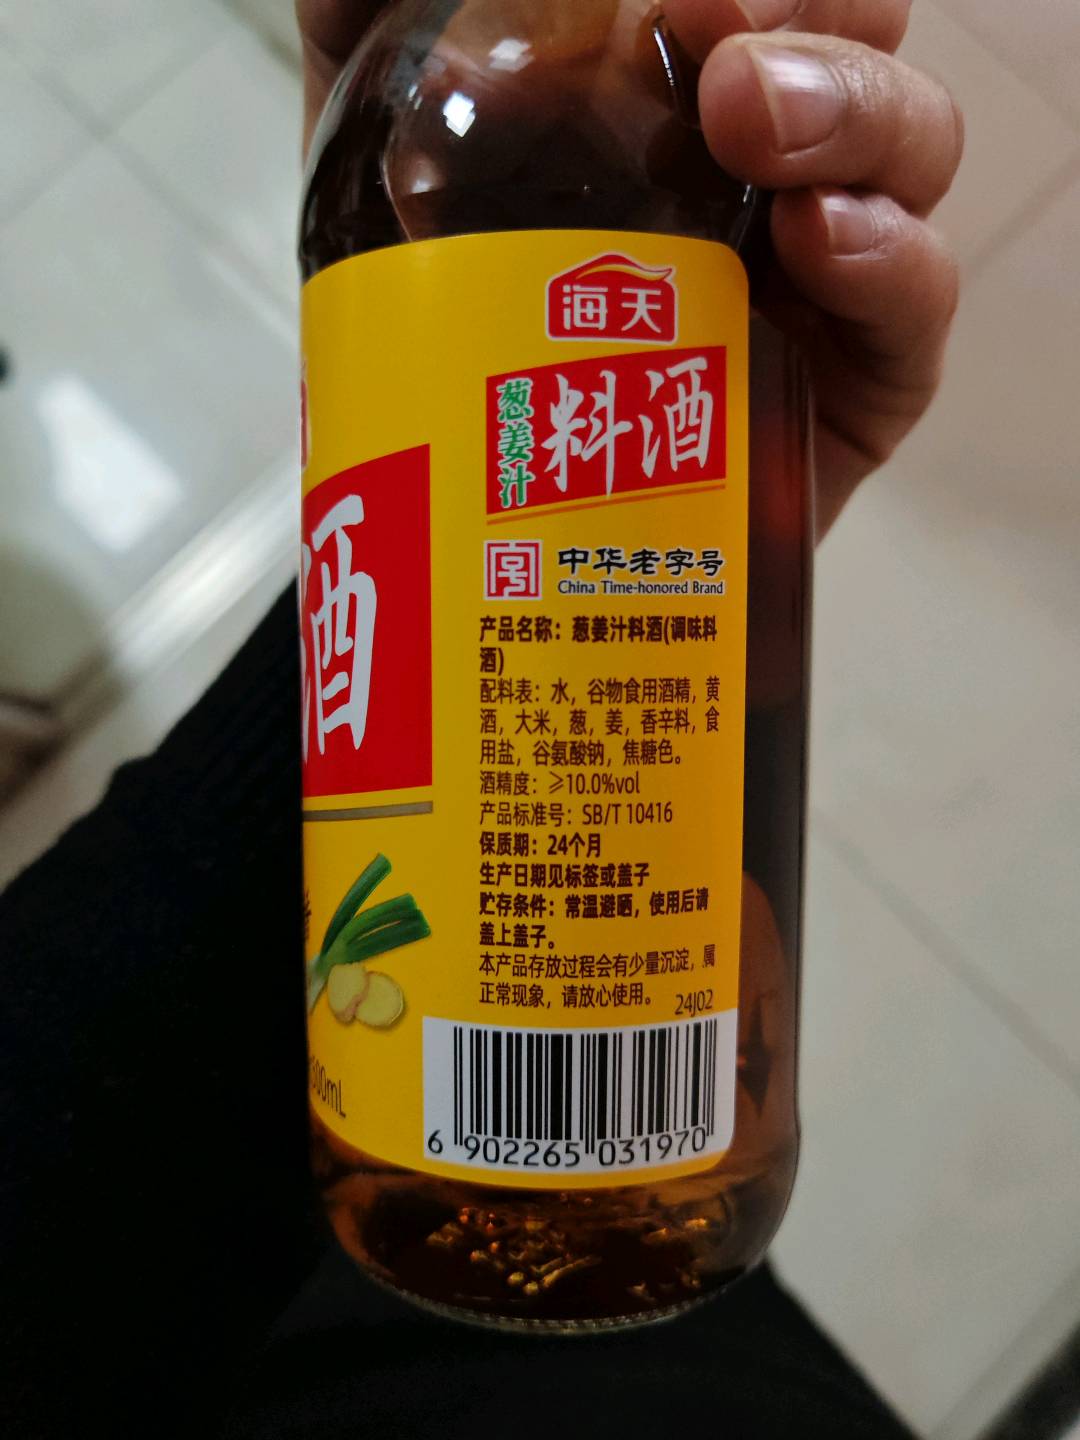 海天
葱姜汁
料酒
酒
中华老字号
China Time-honored Brand
产品名称：葱姜汁料酒(调味料
酒)
配料表：水，谷物食用酒精，黄
酒，大米，葱，姜，香辛料，食
用盐，谷氨酸钠，焦糖色。
酒精度：≥10.0%vol
产品标准号：SB/T 10416
保质期：24个月
生产日期见标签或盖子
贮存条件：常温避晒，使用后请
盖上盖子。
本产品存放过程会有少量沉淀，属
正常现象，请放心使用。
24J02
6 902265 031970